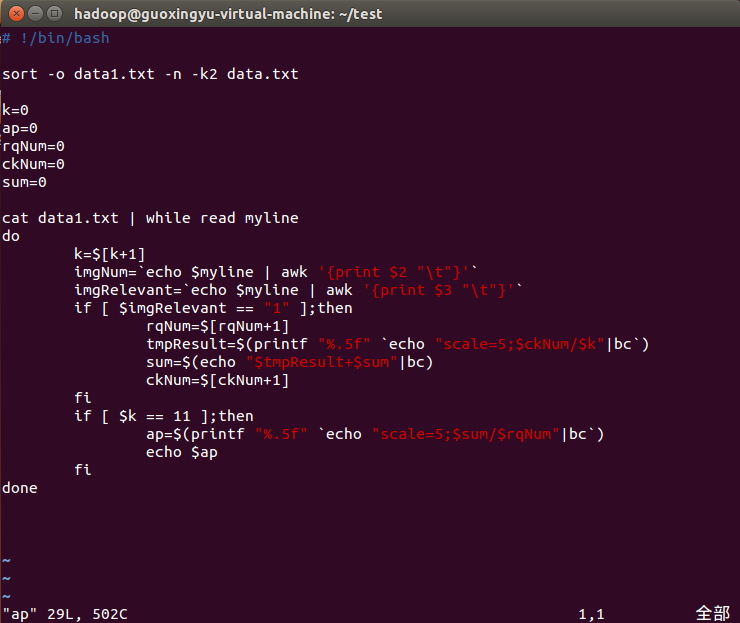 hadoop@guoxingyu-virtual-machine: ~/test
# !/bin/bash
sort -o data1.txt -n -k2 data.txt
k=0
ap=0
rqNum=0
ckNum=0
sum=0
cat data1.txt | while read myline
do
k=$[k+1]
imgNum=`echo $myline | awk '{print $2 "\t"}'`
imgRelevant=`echo $myline | awk '{print $3 "\t"}'`
if [ $imgRelevant == "1" ];then
rqNum=$[rqNum+1]
tmpResult=$(printf "%.5f" `echo "scale=5;$ckNum/$k"|bc`)
sum=$(echo "$tmpResult+$sum"|bc)
ckNum=$[ckNum+1]
fi
if [ $k == 11 ];then
ap=$(printf "%.5f" `echo "scale=5;$sum/$rqNum"|bc`)
echo $ap
fi
done
~
~
~
"ap" 29L, 502C 1,1 全部